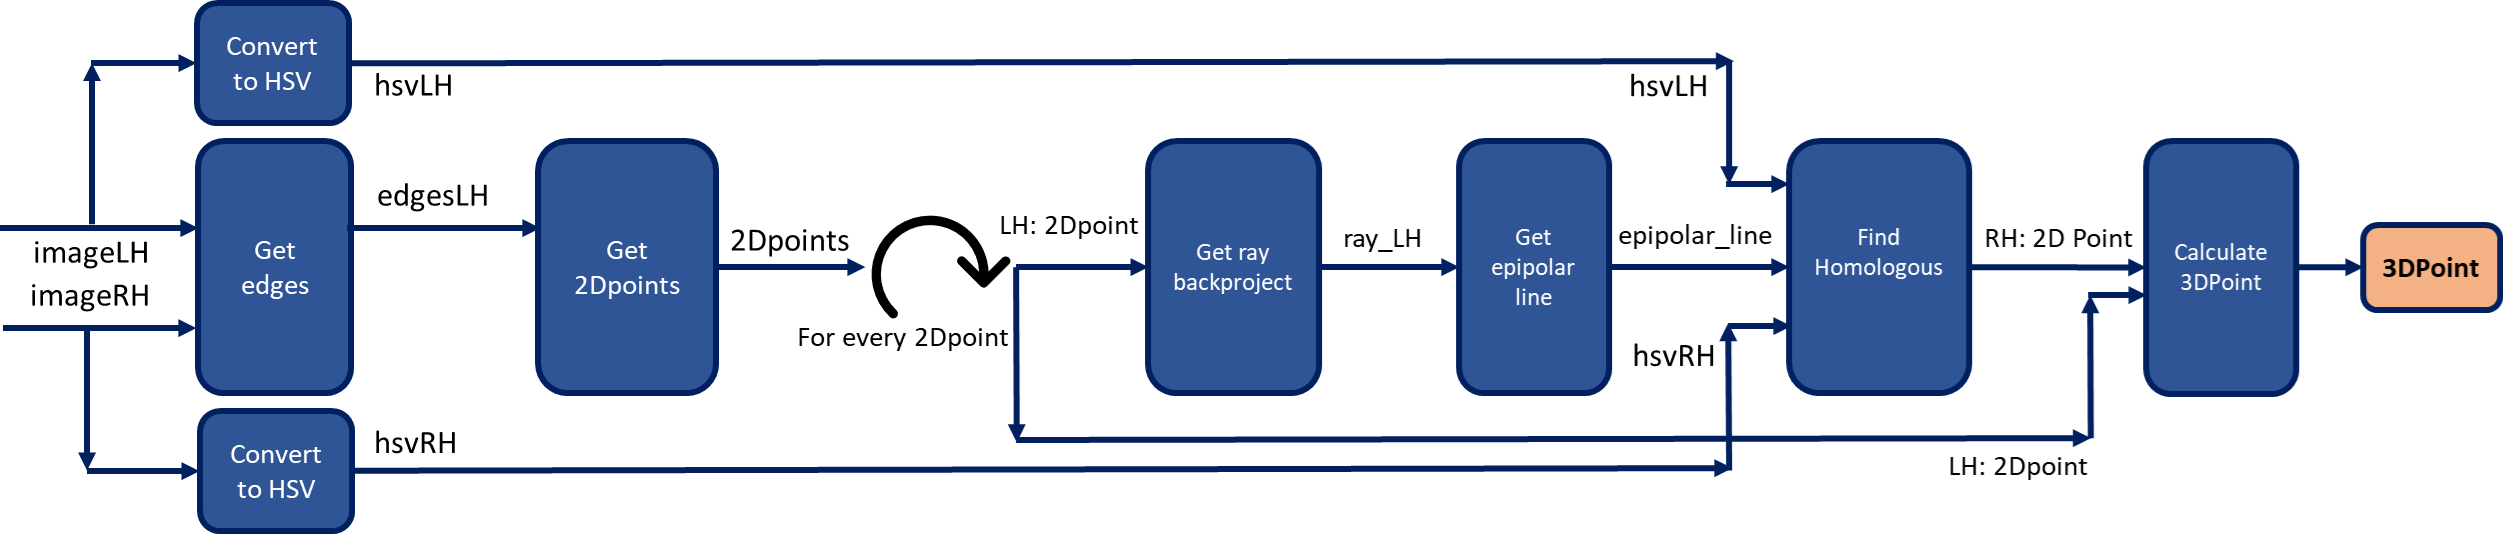 Convert
to HSV
hsvLH
hsvLH
imageLH
imageRH
Get
edges
edgesLH
Get
2Dpoints
2Dpoints
For every 2Dpoint
LH: 2Dpoint
Get ray
backproject
ray_LH
Get
epipolar
line
epipolar_line
hsvRH
Find
Homologous
RH: 2D Point
Calculate
3DPoint
3DPoint
Convert
to HSV
hsvRH
LH: 2Dpoint